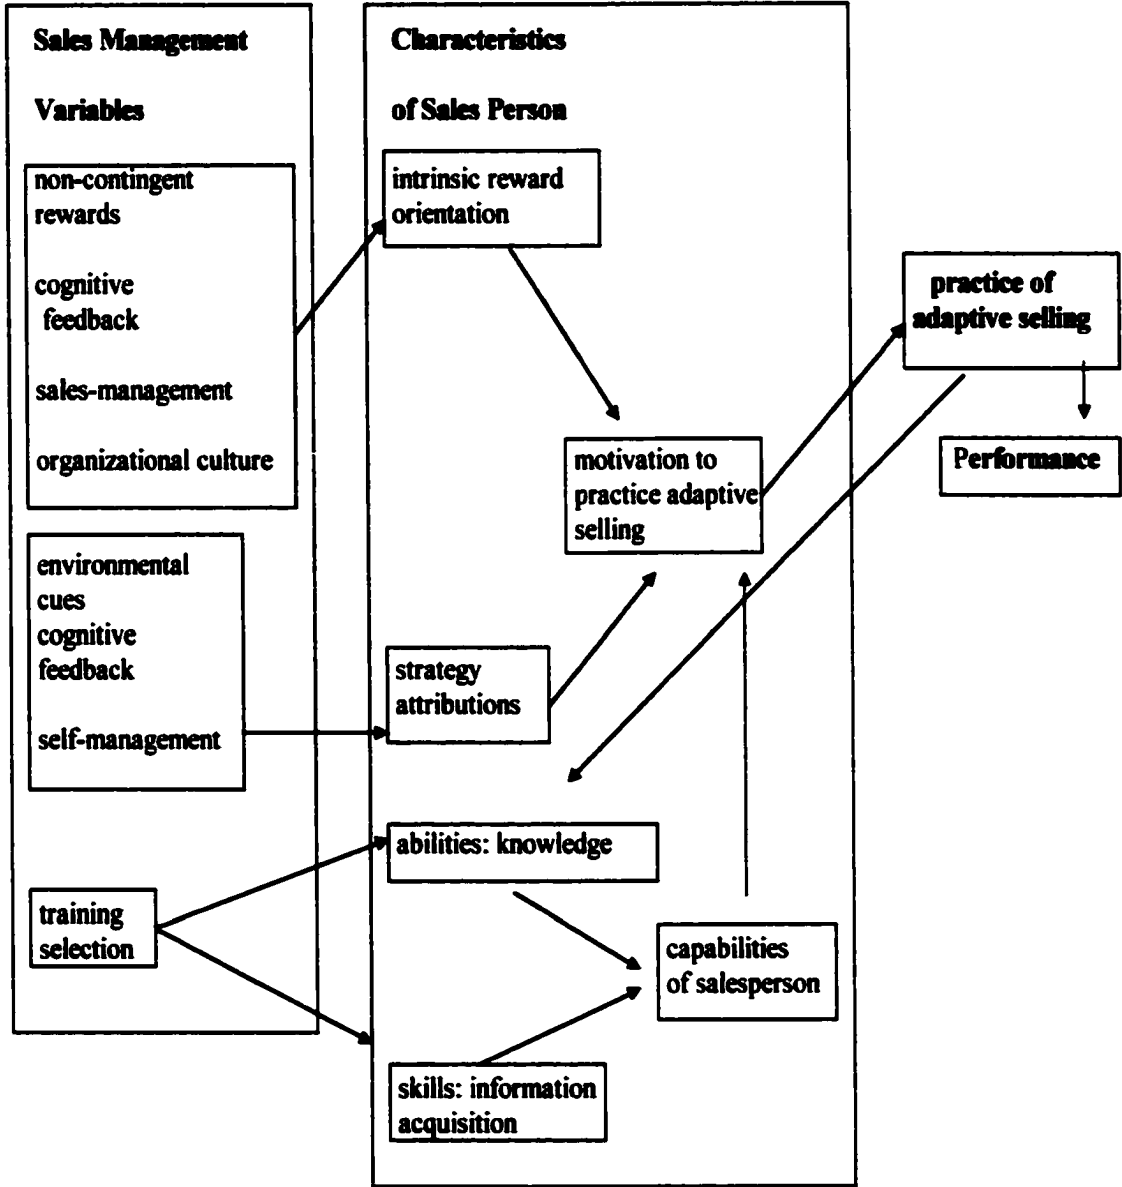 Sales Management
Variables
non-contingent
rewards
cognitive
feedback
sales-management
organizational culture
environmental
cues
cognitive
feedback
self-management
training
selection
Characteristics
of Sales Person
intrinsic reward
orientation
motivation to
practice adaptive
selling
strategy
attributions
abilities: knowledge
capabilities
of salesperson
skills: information
acquisition
practice of
adaptive selling
Performance